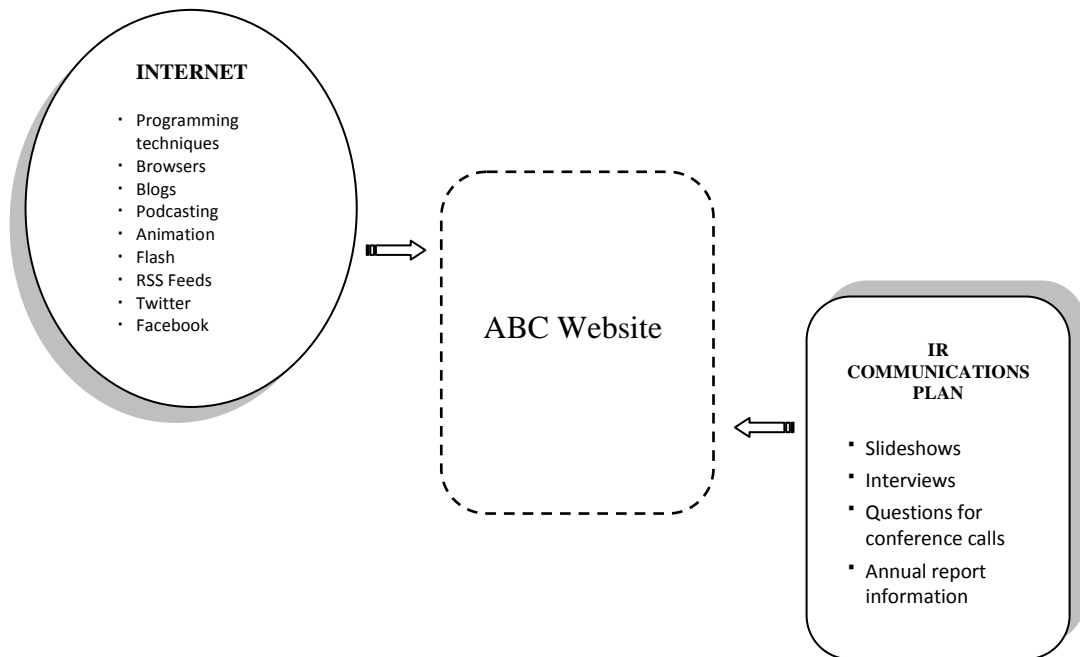 INTERNET
· Programming
techniques
· Browsers
· Blogs
· Podcasting
· Animation
· Flash
· RSS Feeds
· Twitter
· Facebook
ABC Website
IR
COMMUNICATIONS
PLAN
▪ Slideshows
▪ Interviews
▪ Questions for
conference calls
▪ Annual report
information